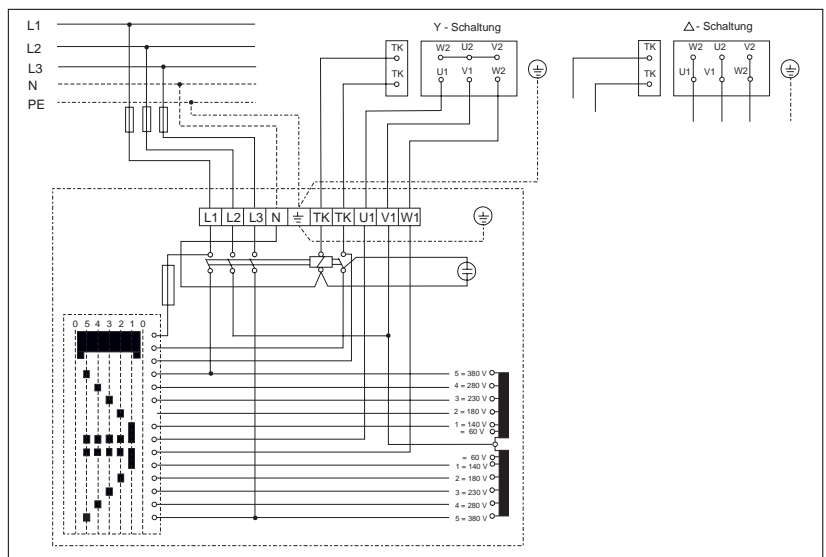 L1
L2
L3
N
PE
Y - Schaltung
TK
TK
W2 U2 V2
U1 V1 W2
△- Schaltung
TK
TK
W2 U2 V2
U1 V1 W2
L1 L2 L3 N TK TK U1 V1 W1
0 5 4 3 2 1 0
5 = 380 V
4 = 280 V
3 = 230 V
2 = 180 V
1 = 140 V
= 60 V
= 60 V
1 = 140 V
2 = 180 V
3 = 230 V
4 = 280 V
5 = 380 V